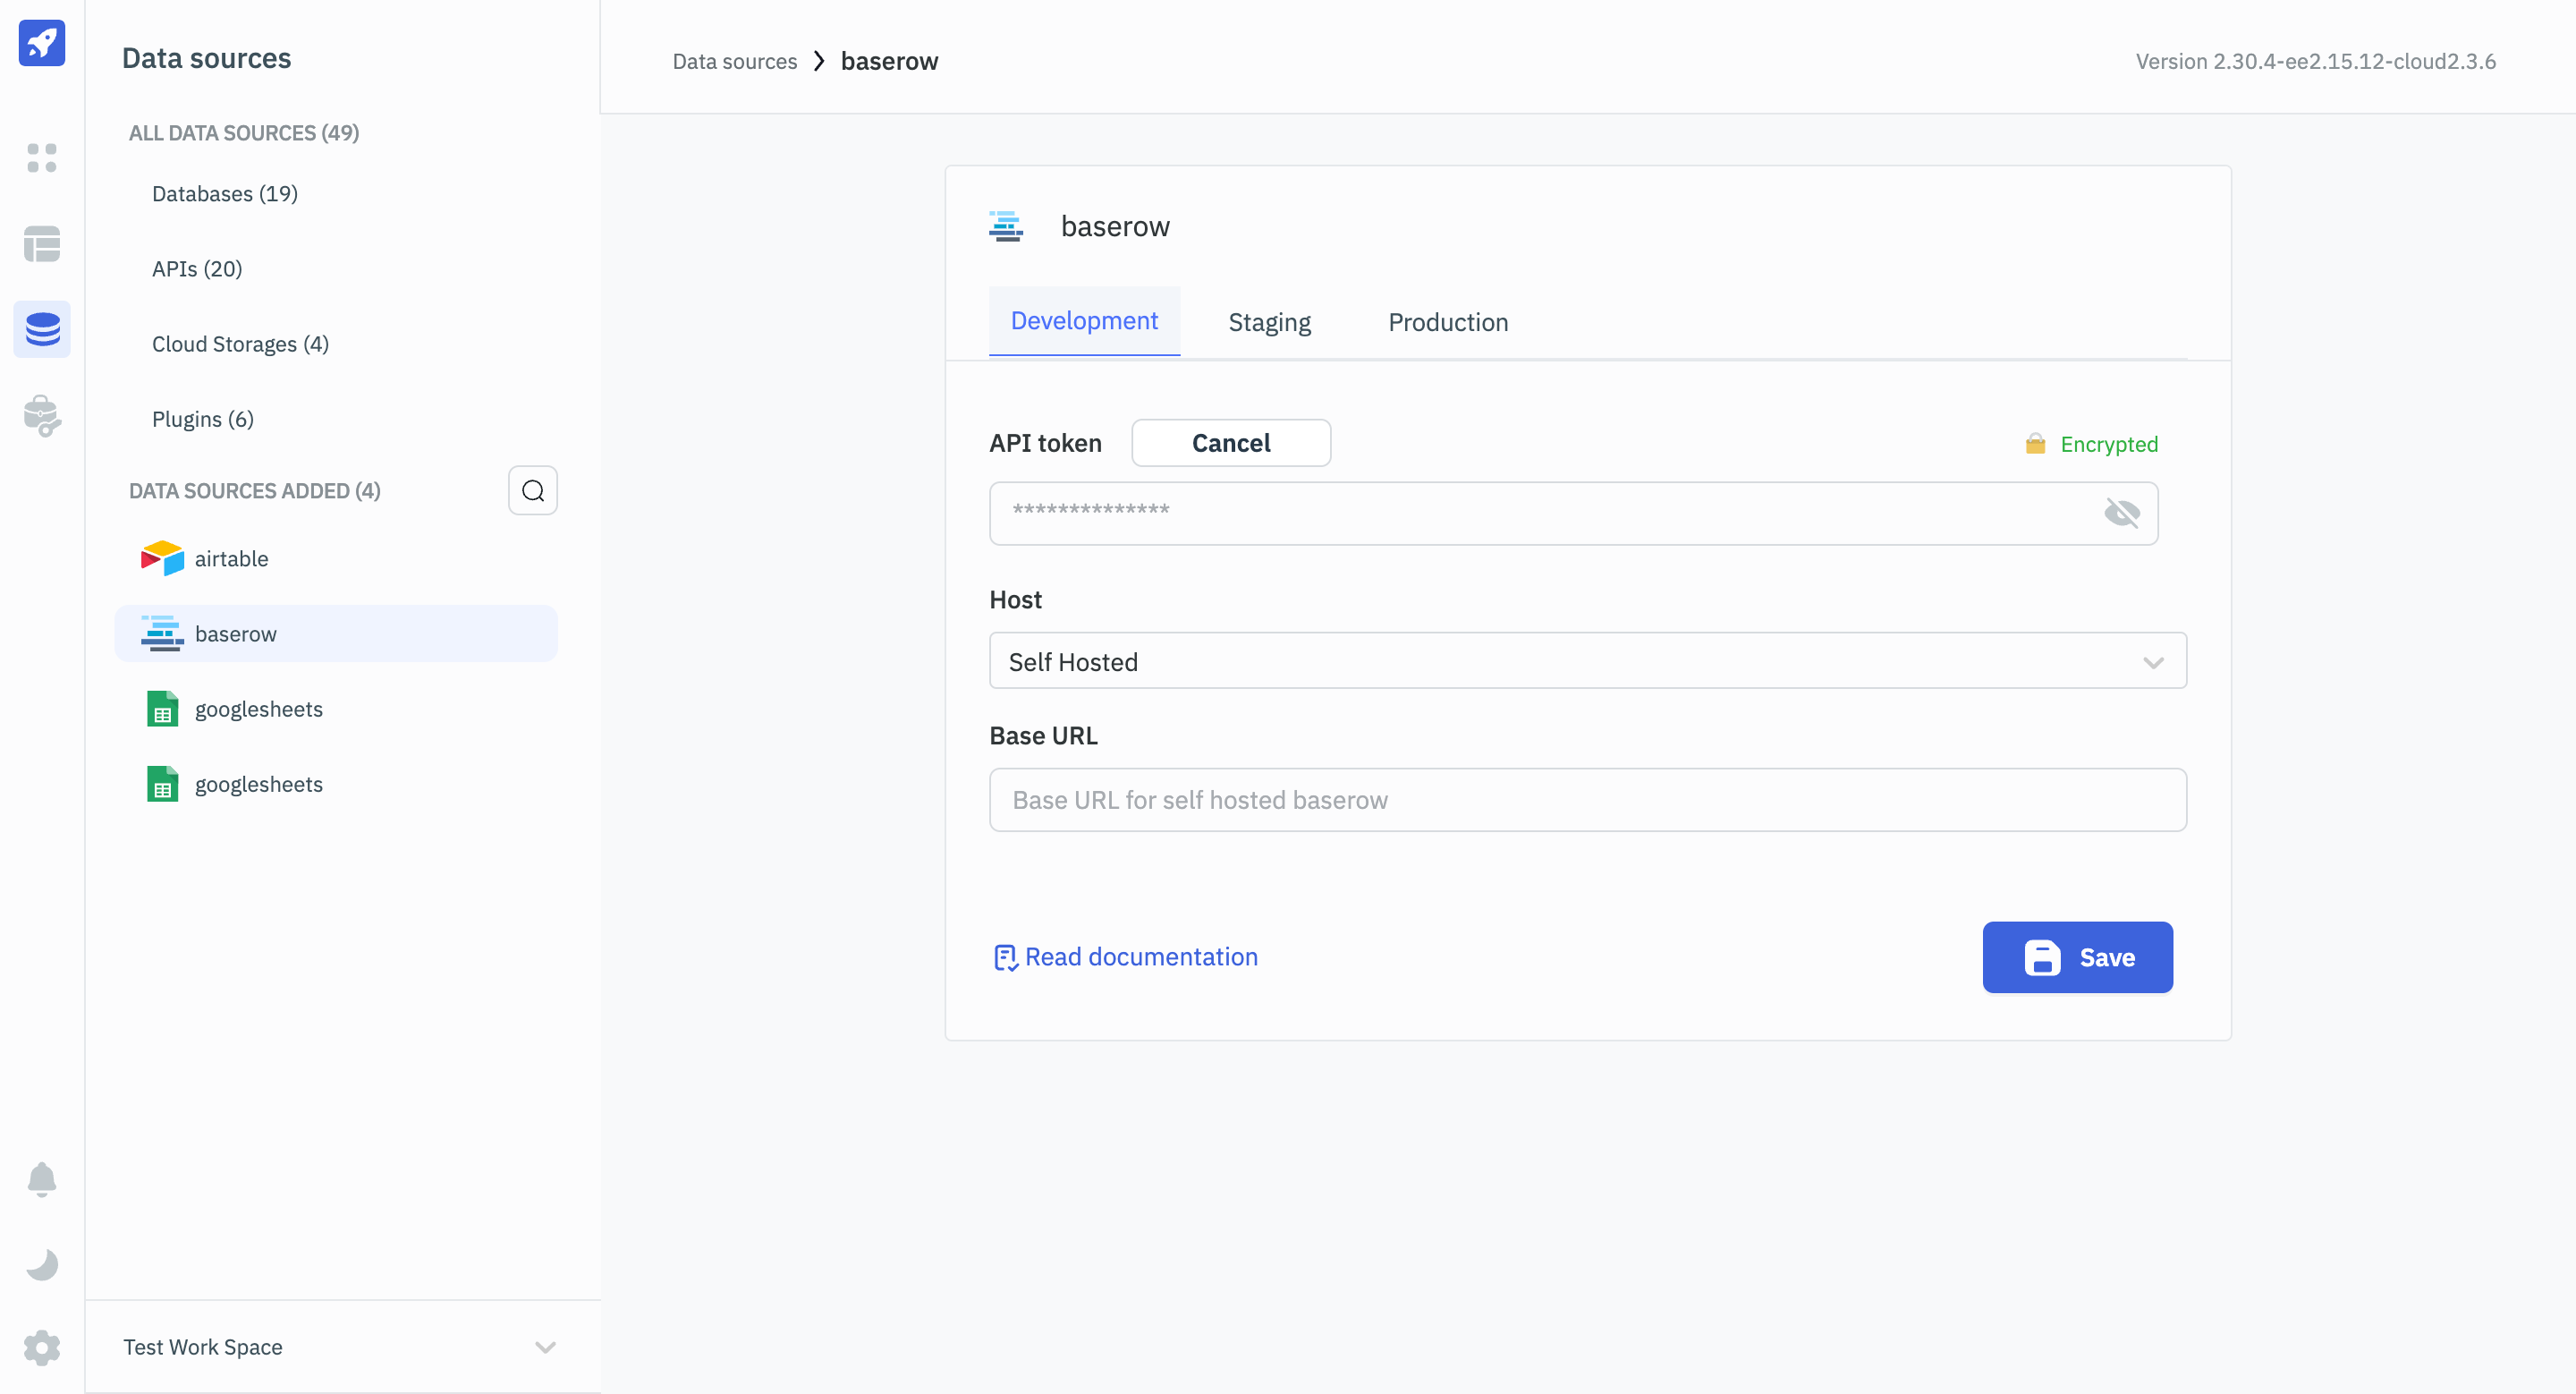 Data sources
ALL DATA SOURCES (49)
Databases (19)
APIs (20)
Cloud Storages (4)
Plugins (6)
DATA SOURCES ADDED (4)
airtable
baserow
googlesheets
googlesheets
Test Work Space
Data sources baserow
Version 2.30.4-ee2.15.12-cloud2.3.6
baserow
Development Staging Production
API token Cancel Encrypted
**************
Host
Self Hosted
Base URL
Base URL for self hosted baserow
Read documentation Save